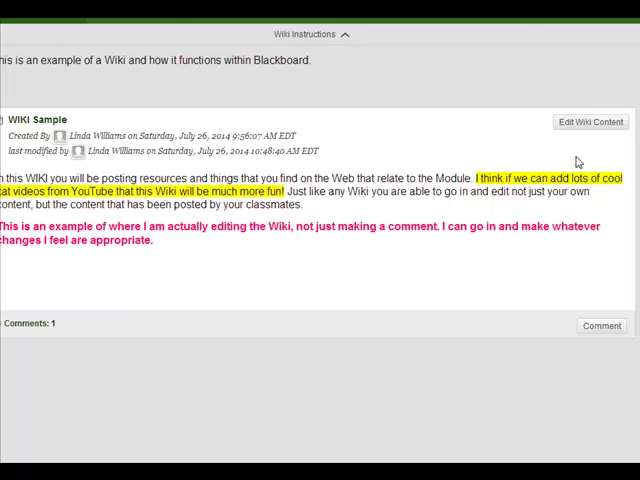 Wiki Instructions
his is an example of a Wiki and how it functions within Blackboard.
WIKI Sample
Edit Wiki Content
Created By Linda Williams on Saturday, July 26, 2014 9:56:07 AM EDT
last modified by Linda Williams on Saturday, July 26, 2014 10:48:40 AM EDT
n this WIKI you will be posting resources and things that you find on the Web that relate to the Module. I think if we can add lots of cool
cat videos from YouTube that this Wiki will be much more fun! Just like any Wiki you are able to go in and edit not just your own
content, but the content that has been posted by your classmates.
This is an example of where I am actually editing the Wiki, not just making a comment. I can go in and make whatever
changes I feel are appropriate.
Comments: 1
Comment